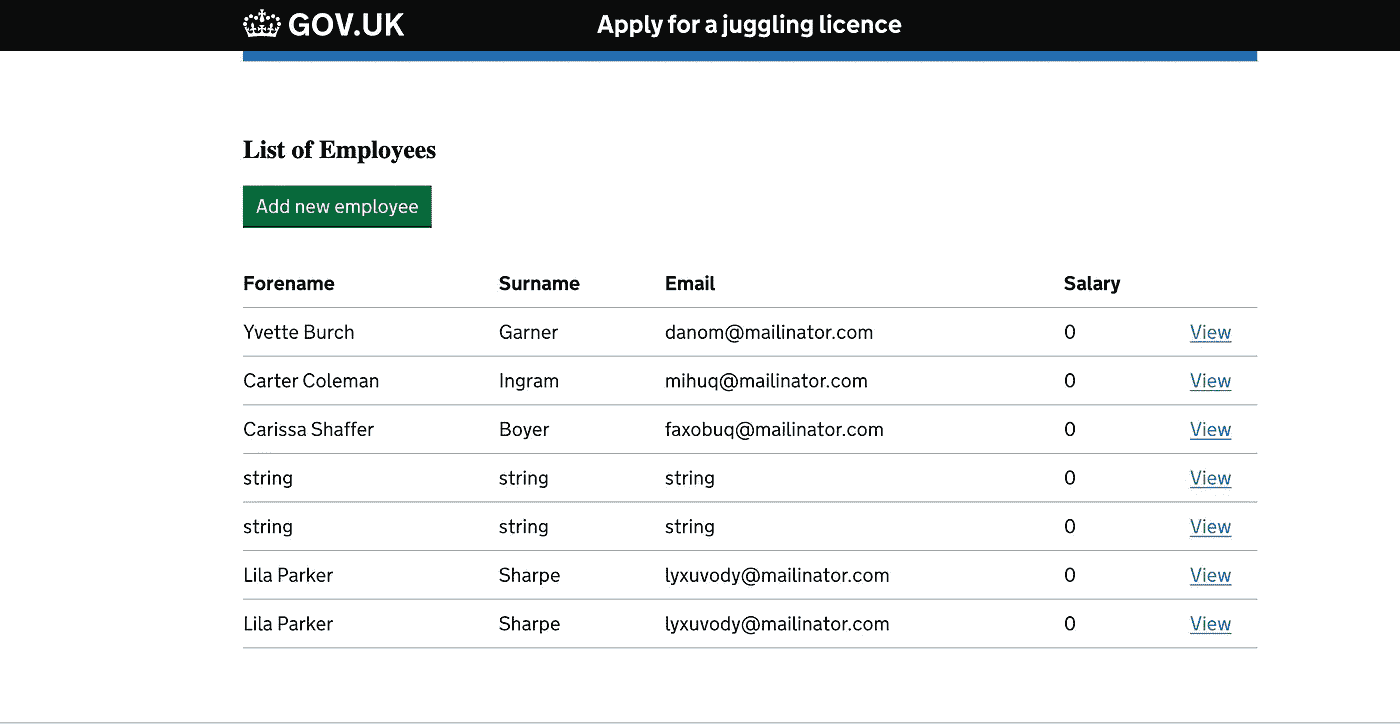 GOV.UK Apply for a juggling licence
List of Employees
Add new employee
Forename Surname Email Salary
Yvette Burch Garner danom@mailinator.com 0 View
Carter Coleman Ingram mihuq@mailinator.com 0 View
Carissa Shaffer Boyer faxobuq@mailinator.com 0 View
string string string 0 View
string string string 0 View
Lila Parker Sharpe lyxuvody@mailinator.com 0 View
Lila Parker Sharpe lyxuvody@mailinator.com 0 View